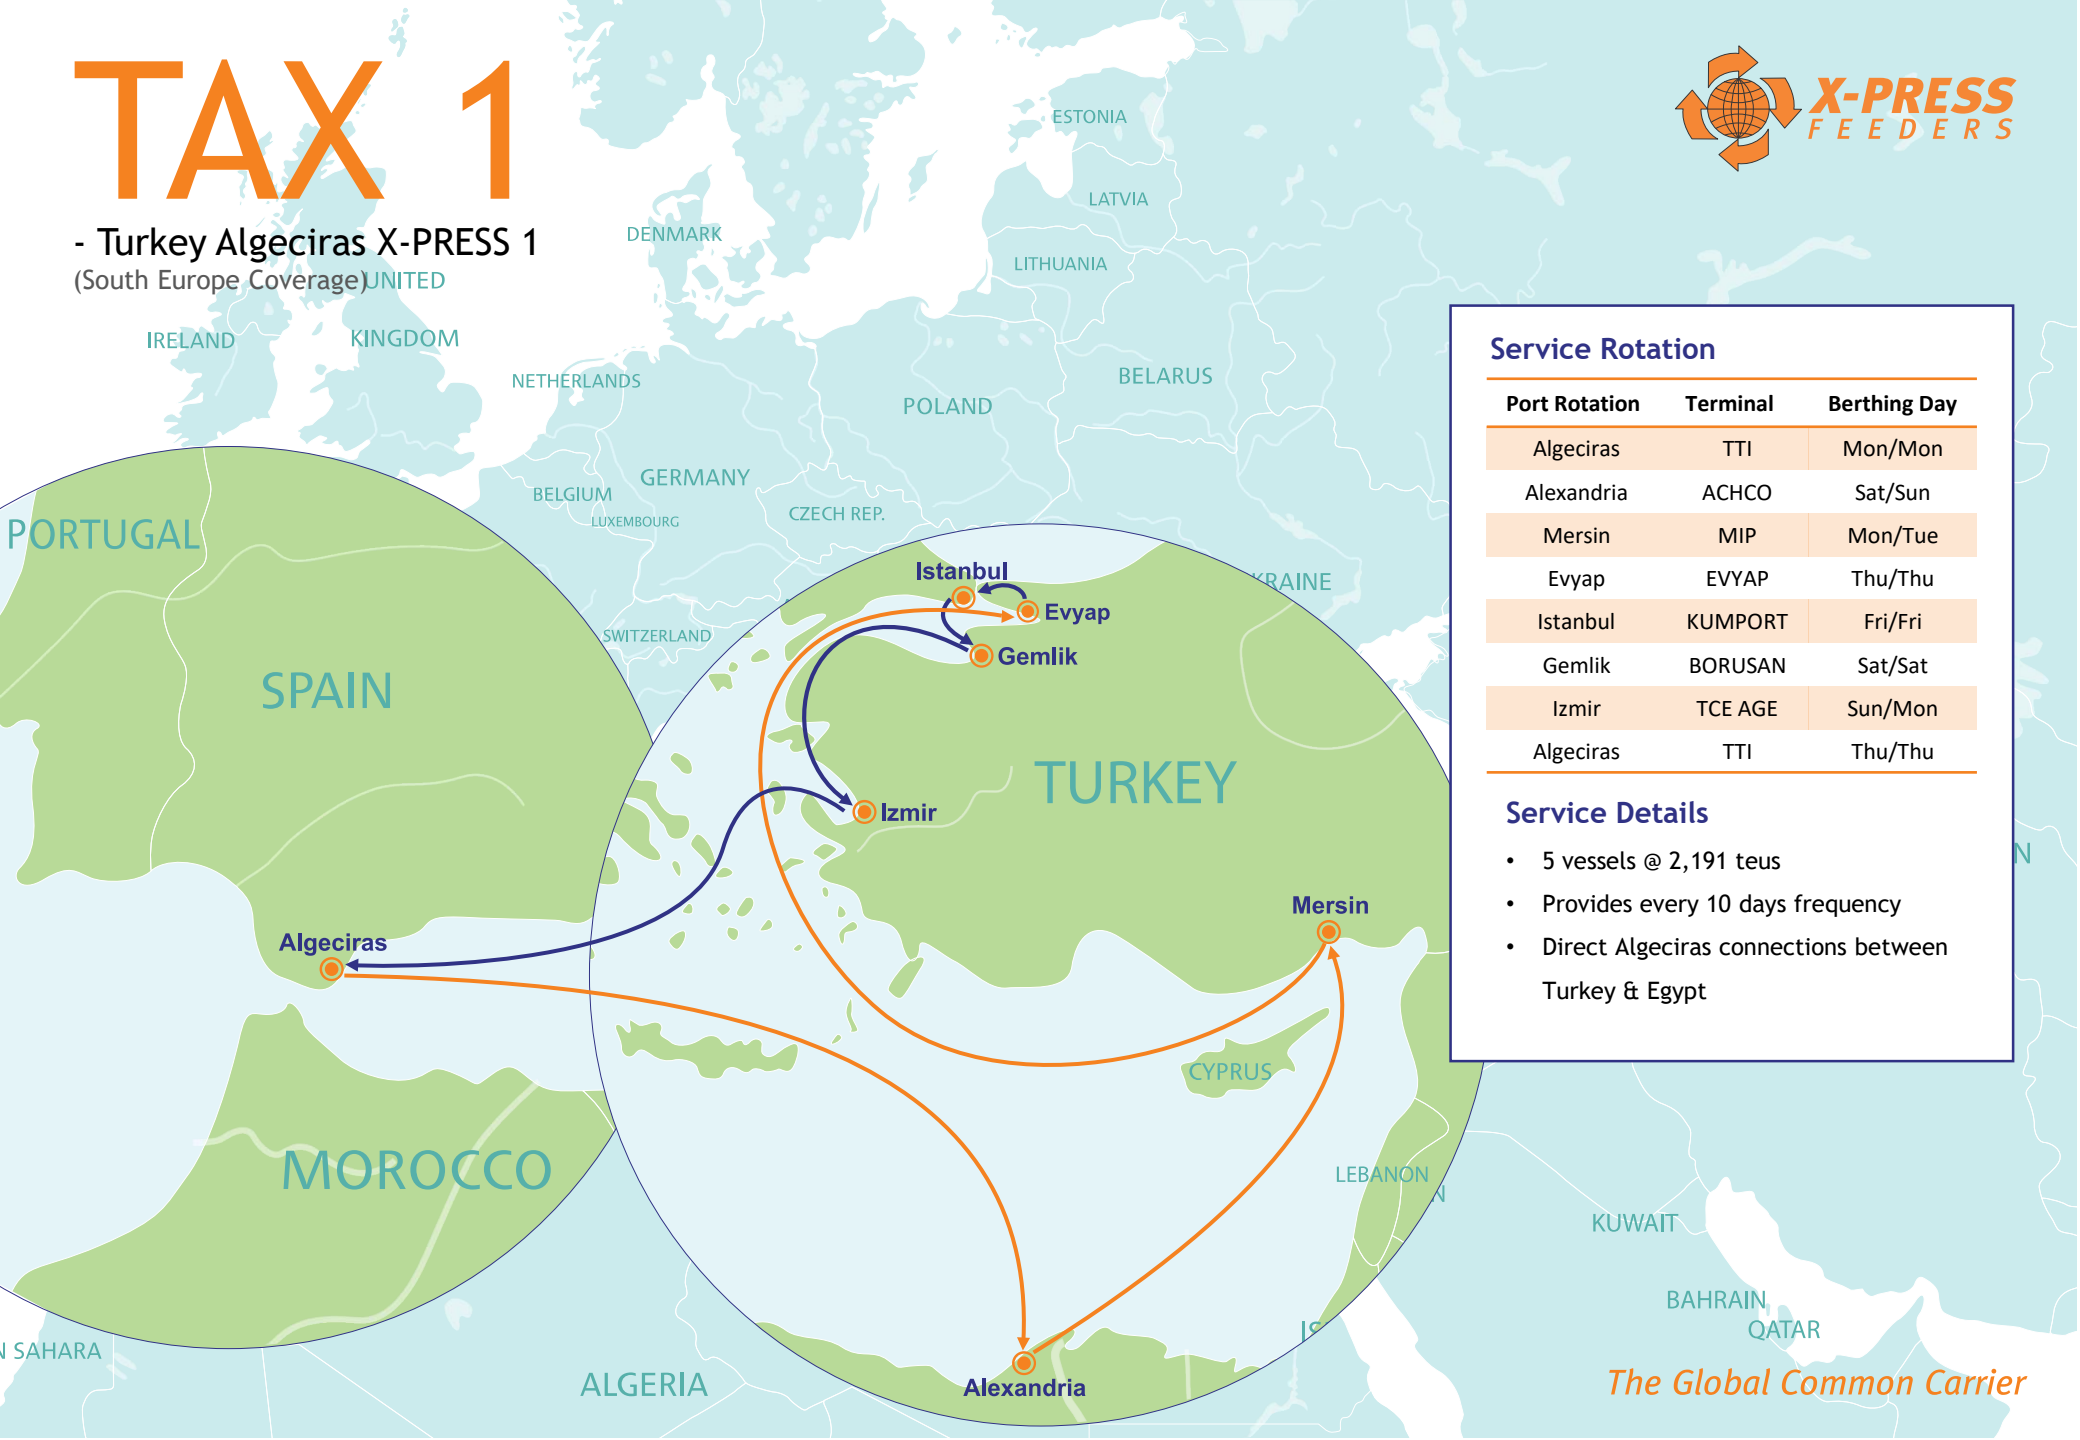 TAX 1
- Turkey Algeciras X-PRESS 1
(South Europe Coverage)
X-PRESS
FEEDERS
ESTONIA
LATVIA
DENMARK
LITHUANIA
UNITED
KINGDOM
IRELAND
NETHERLANDS
BELARUS
POLAND
GERMANY
BELGIUM
LUXEMBOURG
CZECH REP.
KRAINE
SWITZERLAND
PORTUGAL
SPAIN
MOROCCO
Algeciras
Istanbul
Evyap
Gemlik
TURKEY
Izmir
Mersin
CYPRUS
LEBANON
N
IS
Alexandria
N SAHARA
ALGERIA
Service Rotation
Port Rotation Terminal Berthing Day
Algeciras TTI Mon/Mon
Alexandria ACHCO Sat/Sun
Mersin MIP Mon/Tue
Evyap EVYAP Thu/Thu
Istanbul KUMPORT Fri/Fri
Gemlik BORUSAN Sat/Sat
Izmir TCE AGE Sun/Mon
Algeciras TTI Thu/Thu
Service Details
• 5 vessels @ 2,191 teus
• Provides every 10 days frequency
• Direct Algeciras connections between
Turkey & Egypt
N
KUWAIT
BAHRAIN
QATAR
The Global Common Carrier